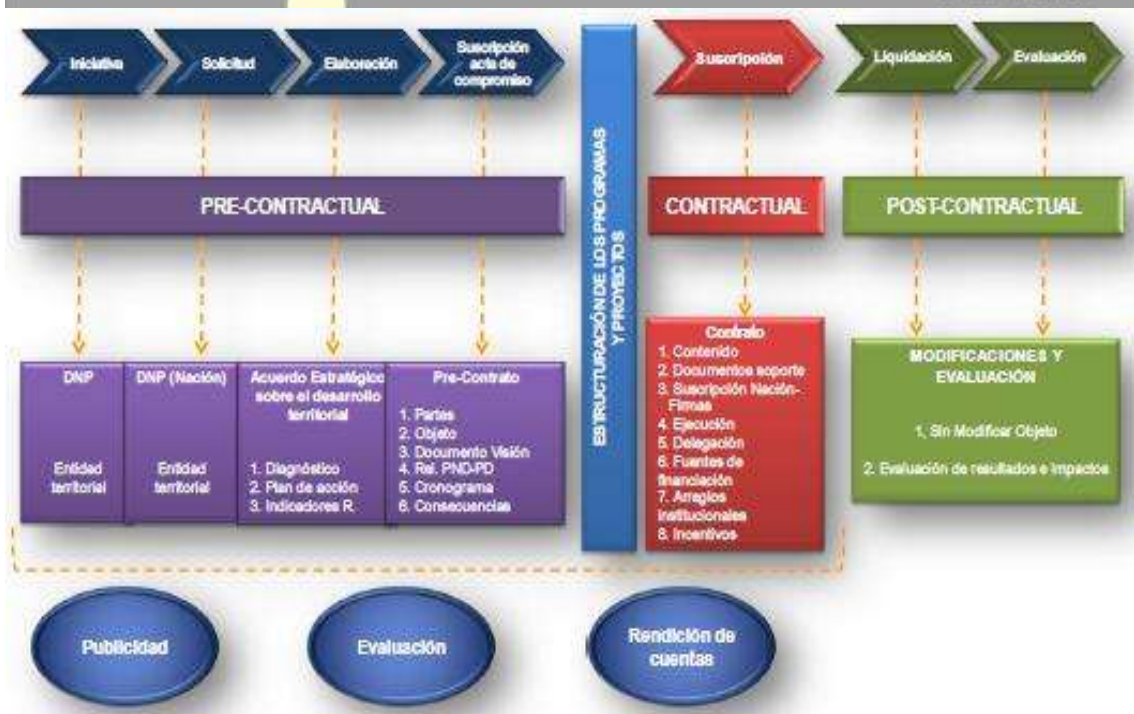 Iniciativa
Solicitud
Elaboración
Suscripción
acta de
compromiso
Suscripción
Liquidación
Evaluación
PRE-CONTRACTUAL
ESTRUCTURACIÓN DE LOS PROGRAMAS
Y PROYECTOS
CONTRACTUAL
POST-CONTRACTUAL
DNP
Entidad
territorial
DNP (Nación)
Entidad
territorial
Acuerdo Estratégico
sobre el desarrollo
territorial
1. Diagnóstico
2. Plan de acción
3. Indicadores R.
Pre-Contrato
1. Partes
2. Objeto
3. Documento Visión
4. Rel. PND-PD
5. Cronograma
6. Consecuencias
Contrato
1. Contenido
2. Documentos soporte
3. Suscripción Nación-
Firmas
4. Ejecución
5. Delegación
6. Fuentes de
financiación
7. Arreglos
institucionales
8. Incentivos
MODIFICACIONES Y
EVALUACIÓN
1. Sin Modificar Objeto
2. Evaluación de resultados e impactos
Publicidad
Evaluación
Rendición de
cuentas